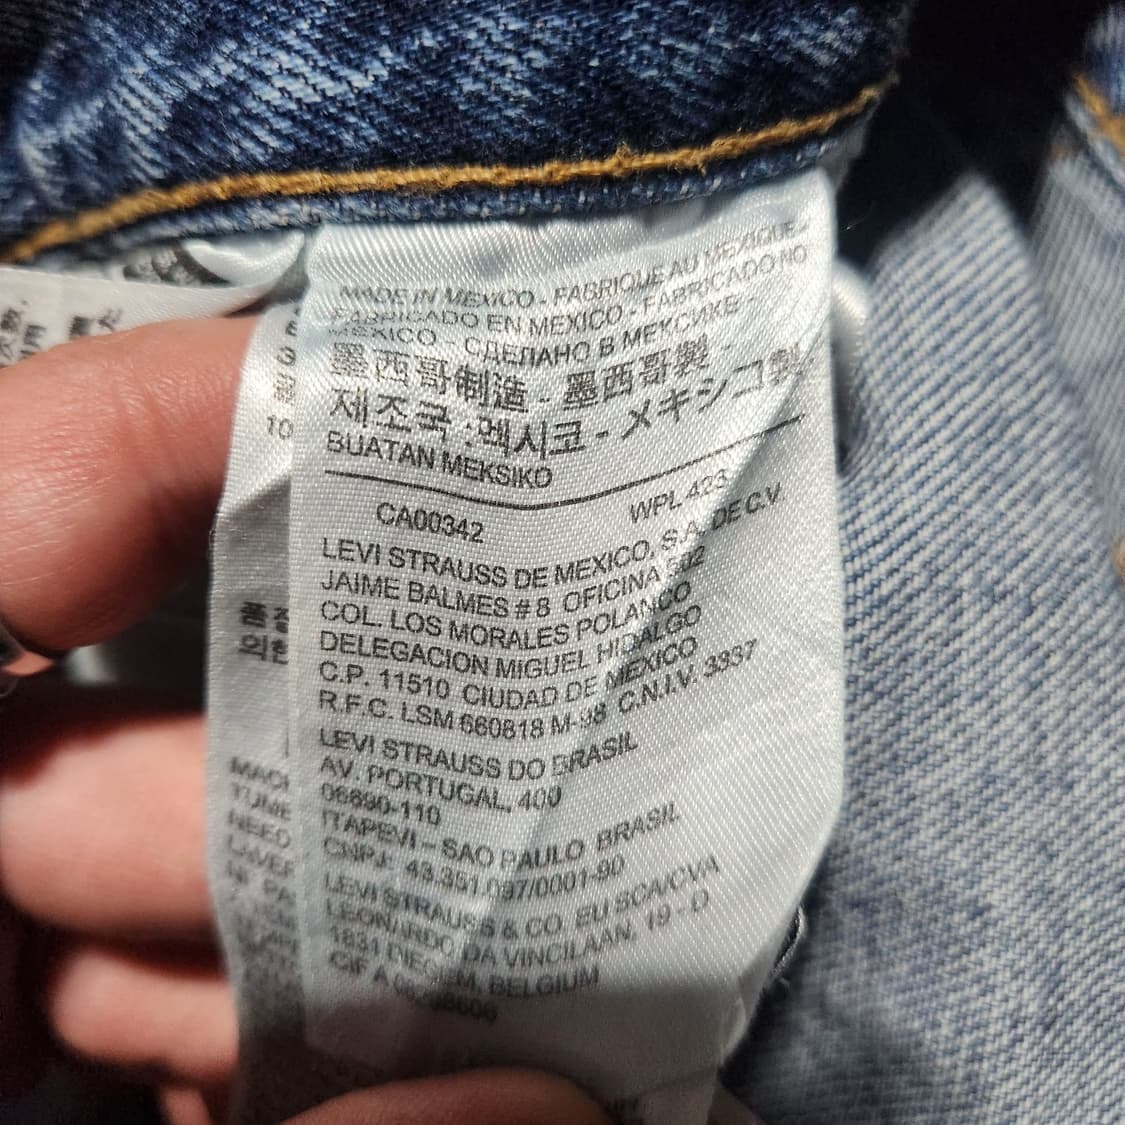 MADE IN MEXICO - FABRIQUE AU MEXIQUE -
FABRICADO EN MEXICO - FABRICADO NO
MEXICO - СДЕЛАНО В МЕКСИКЕ -
墨西哥制造 - 墨西哥製 -
제조국 :멕시코 - メキシコ製
BUATAN MEKSIKO
CA00342 WPL 423
LEVI STRAUSS DE MEXICO, S.A. DE C.V.
JAIME BALMES # 8 OFICINA
COL. LOS MORALES POLANCO
DELEGACION MIGUEL HIDALGO
C.P. 11510 CIUDAD DE MEXICO
R.F.C. LSM 660818 M-98 C.N.I.V. 3337
LEVI STRAUSS DO BRASIL
AV. PORTUGAL, 400
06690-110
ITAPEVI – SAO PAULO BRASIL
CNPJ: 43.351.097/0001-90
LEVI STRAUSS & CO. EU SCA/CVA
LEONARDO DA VINCILAAN, 19 - D
1831 DIEGEM, BELGIUM
CIF A
10